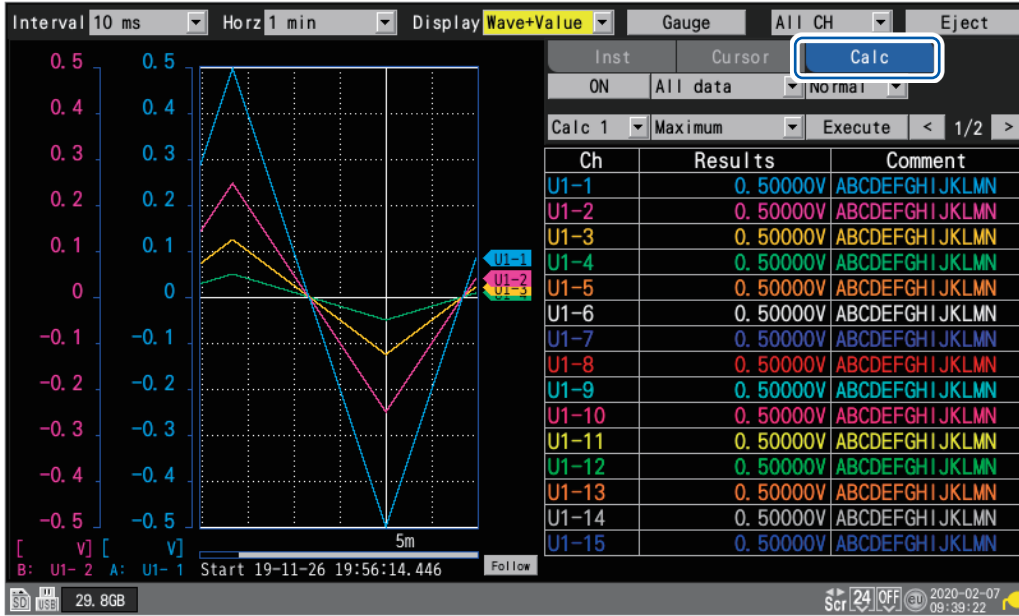 Interval 10 ms Horz 1 min Display Wave+Value Gauge All CH Eject
Inst Cursor Calc
ON All data Normal
Calc 1 Maximum Execute < 1/2 >
Ch Results Comment
U1-1 0.50000V ABCDEFGHIJKLMN
U1-2 0.50000V ABCDEFGHIJKLMN
U1-3 0.50000V ABCDEFGHIJKLMN
U1-4 0.50000V ABCDEFGHIJKLMN
U1-5 0.50000V ABCDEFGHIJKLMN
U1-6 0.50000V ABCDEFGHIJKLMN
U1-7 0.50000V ABCDEFGHIJKLMN
U1-8 0.50000V ABCDEFGHIJKLMN
U1-9 0.50000V ABCDEFGHIJKLMN
U1-10 0.50000V ABCDEFGHIJKLMN
U1-11 0.50000V ABCDEFGHIJKLMN
U1-12 0.50000V ABCDEFGHIJKLMN
U1-13 0.50000V ABCDEFGHIJKLMN
U1-14 0.50000V ABCDEFGHIJKLMN
U1-15 0.50000V ABCDEFGHIJKLMN
0.5 0.5
0.4 0.4
0.3 0.3
0.2 0.2
0.1 0.1
0 0
-0.1 -0.1
-0.2 -0.2
-0.3 -0.3
-0.4 -0.4
-0.5 -0.5
U1-1
U1-2
U1-3
5m
[ V] [ V]
B: U1- 2 A: U1- 1 Start 19-11-26 19:56:14.446 Follow
SD USB 29.8GB Scr 24 OFF EU 2020-02-07
09:39:22